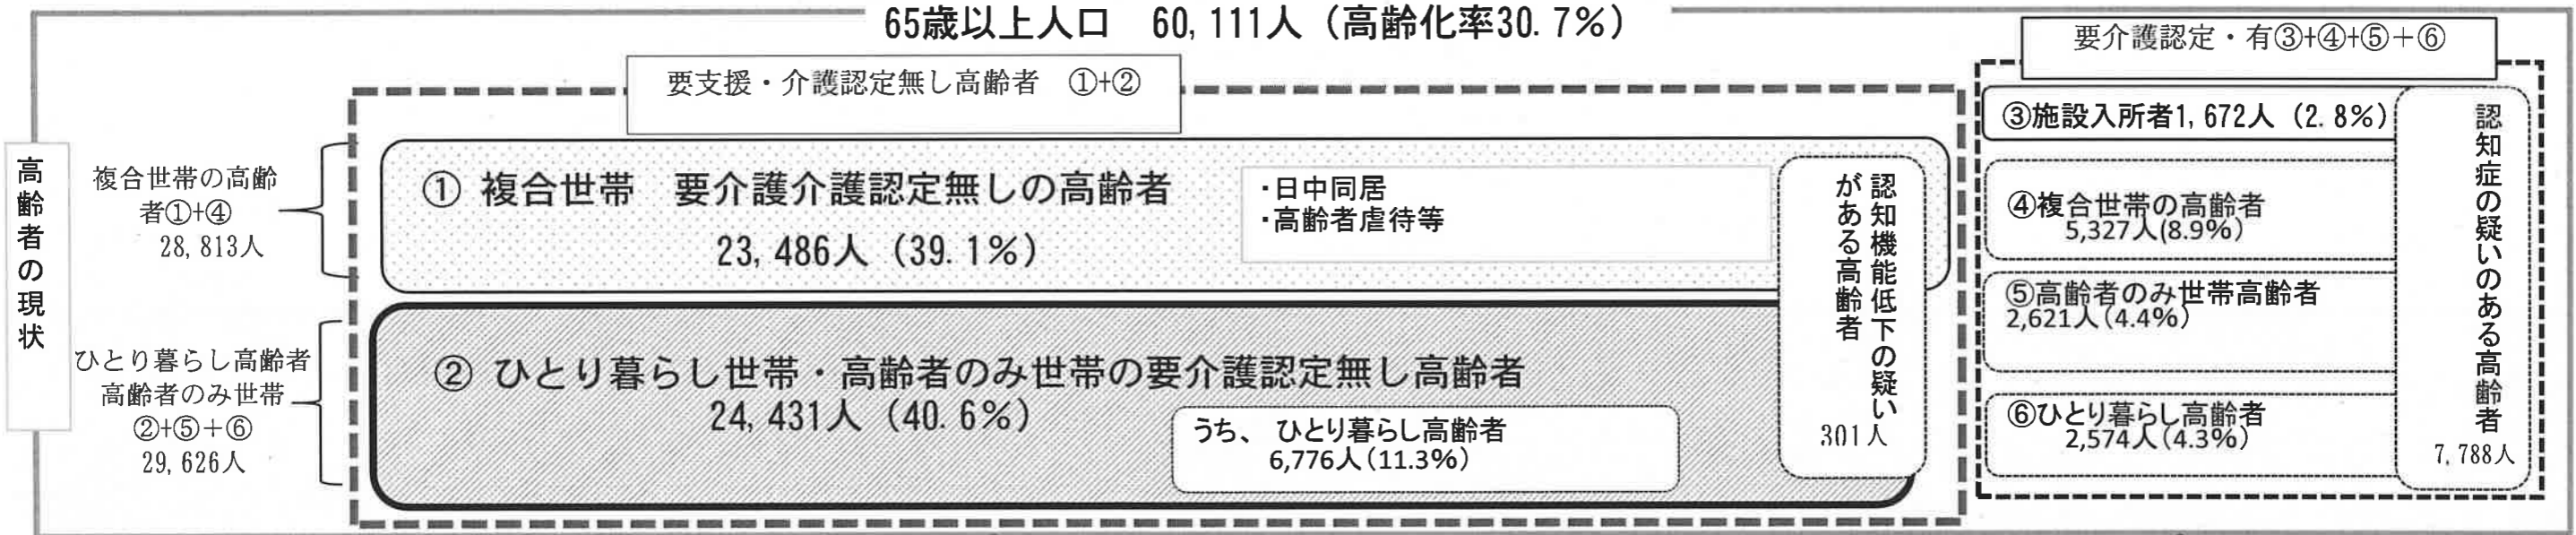 65歳以上人口　60,111人（高齢化率30.7%）
要支援・介護認定無し高齢者　①+②
要介護認定・有③+④+⑤+⑥
高齢者の現状
複合世帯の高齢
者①+④
28,813人
① 複合世帯　要介護介護認定無しの高齢者
23,486人（39.1%）
・日中同居
・高齢者虐待等
ひとり暮らし高齢者
高齢者のみ世帯
②+⑤+⑥
29,626人
② ひとり暮らし世帯・高齢者のみ世帯の要介護認定無し高齢者
24,431人（40.6%）
うち、 ひとり暮らし高齢者
6,776人(11.3%)
認知機能低下の疑い
がある高齢者
301人
③施設入所者1,672人（2.8%）
④複合世帯の高齢者
5,327人(8.9%)
⑤高齢者のみ世帯高齢者
2,621人(4.4%)
⑥ひとり暮らし高齢者
2,574人(4.3%)
認知症の疑いのある高齢者
7,788人